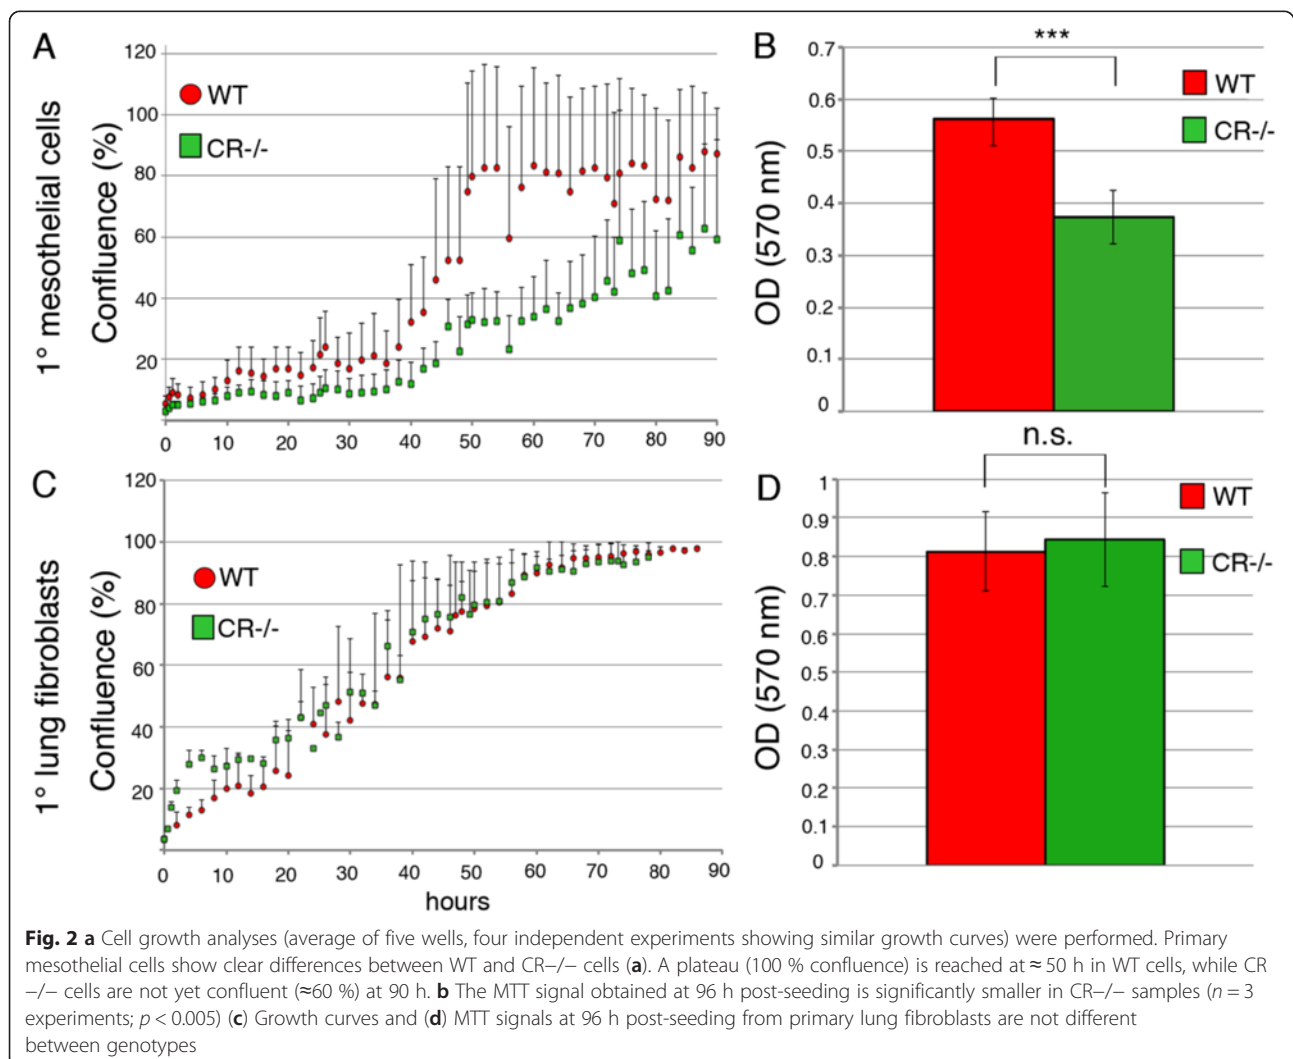 A
1° mesothelial cells
Confluence (%)
120
100
80
60
40
20
0 10 20 30 40 50 60 70 80 90
WT
CR-/-
B
***
OD (570 nm)
0.7
0.6
0.5
0.4
0.3
0.2
0.1
0
WT
CR-/-
C
1° lung fibroblasts
Confluence (%)
120
100
80
60
40
20
0 10 20 30 40 50 60 70 80 90
hours
WT
CR-/-
D
n.s.
OD (570 nm)
1
0.9
0.8
0.7
0.6
0.5
0.4
0.3
0.2
0.1
0
WT
CR-/-
Fig. 2 a Cell growth analyses (average of five wells, four independent experiments showing similar growth curves) were performed. Primary
mesothelial cells show clear differences between WT and CR−/− cells (a). A plateau (100 % confluence) is reached at ≈ 50 h in WT cells, while CR
−/− cells are not yet confluent (≈60 %) at 90 h. b The MTT signal obtained at 96 h post-seeding is significantly smaller in CR−/− samples (n = 3
experiments; p < 0.005) (c) Growth curves and (d) MTT signals at 96 h post-seeding from primary lung fibroblasts are not different
between genotypes